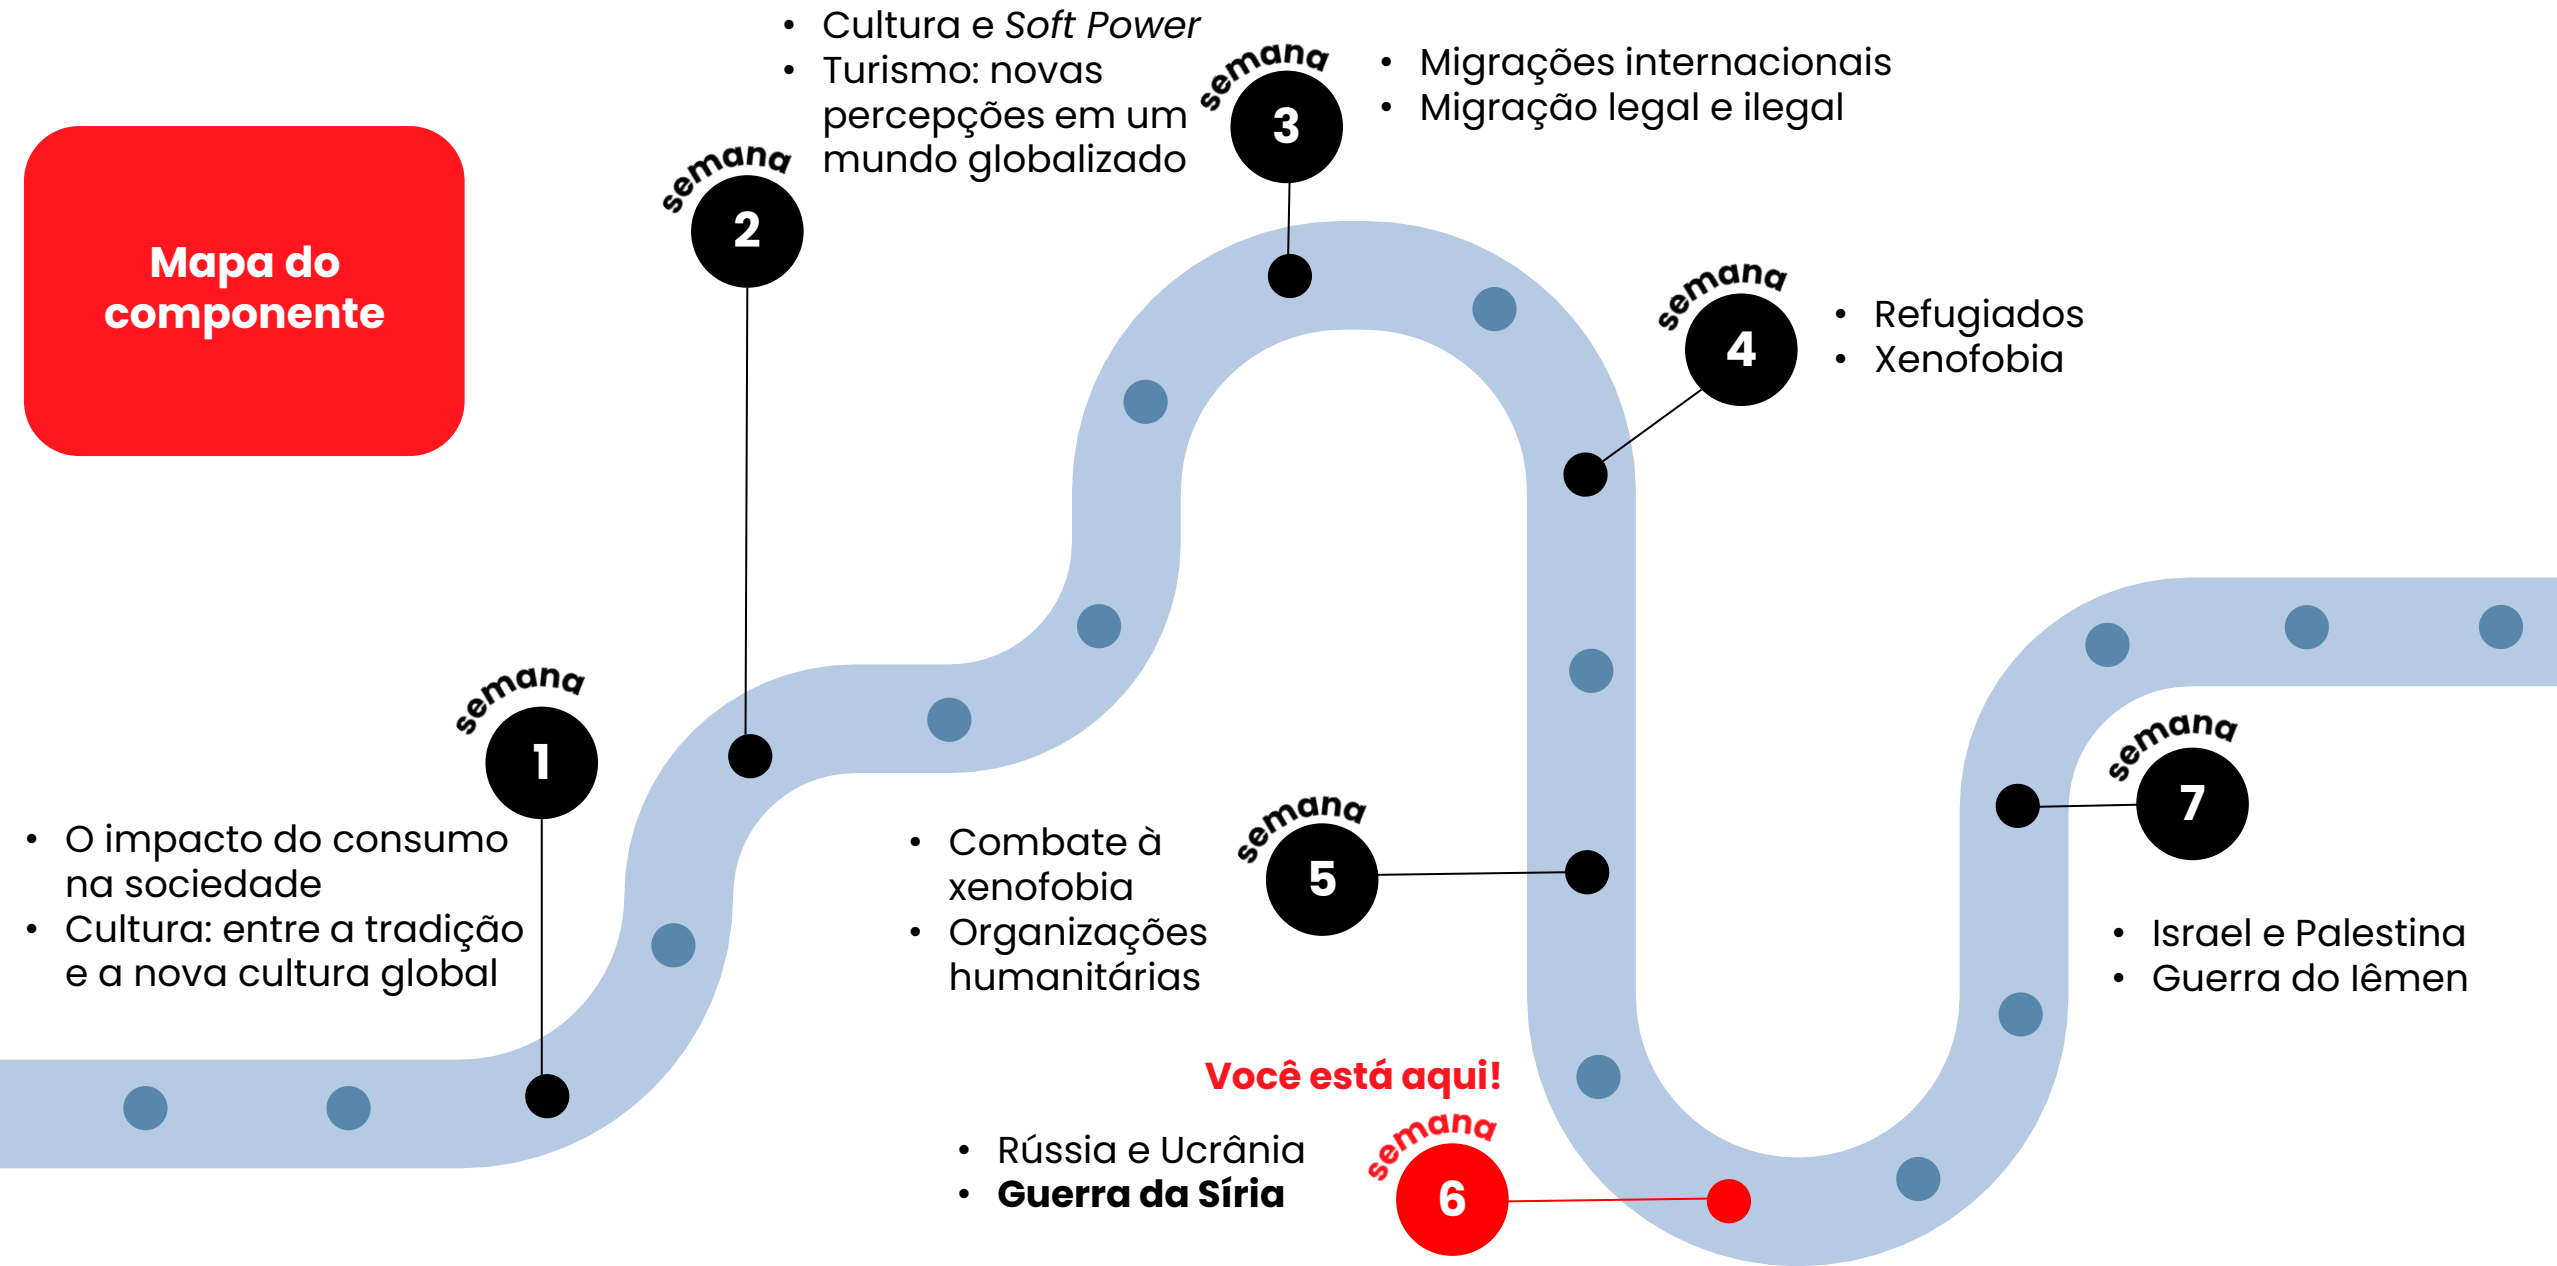 Mapa do
componente
semana
1
• O impacto do consumo
na sociedade
• Cultura: entre a tradição
e a nova cultura global
semana
2
• Cultura e Soft Power
• Turismo: novas
percepções em um
mundo globalizado
semana
3
• Migrações internacionais
• Migração legal e ilegal
semana
4
• Refugiados
• Xenofobia
semana
5
• Combate à
xenofobia
• Organizações
humanitárias
Você está aqui!
semana
6
• Rússia e Ucrânia
• Guerra da Síria
semana
7
• Israel e Palestina
• Guerra do Iêmen